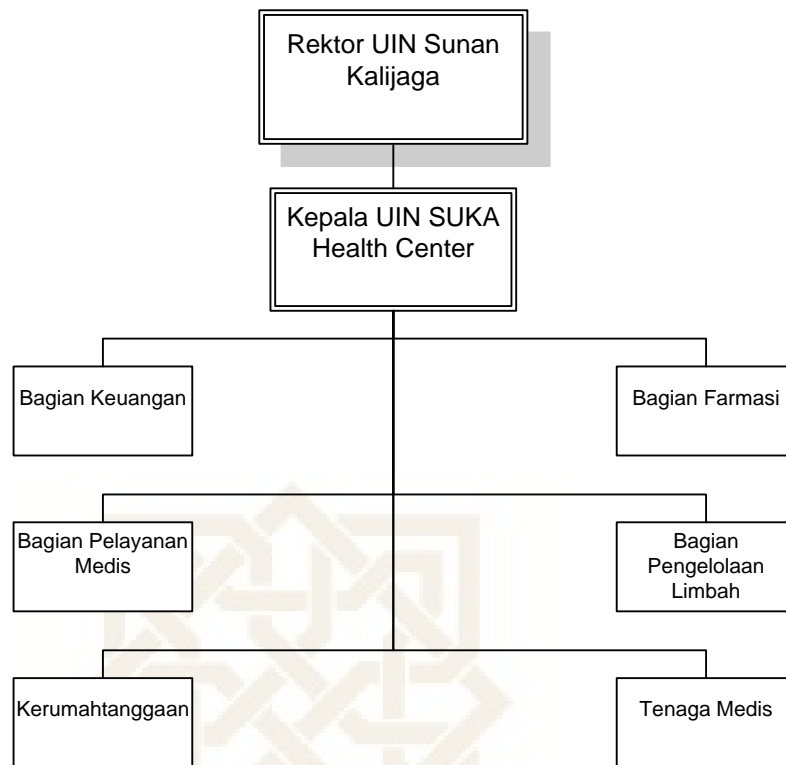 Rektor UIN Sunan
Kalijaga
Kepala UIN SUKA
Health Center
Bagian Keuangan
Bagian Farmasi
Bagian Pelayanan
Medis
Bagian
Pengelolaan
Limbah
Kerumahtanggaan
Tenaga Medis